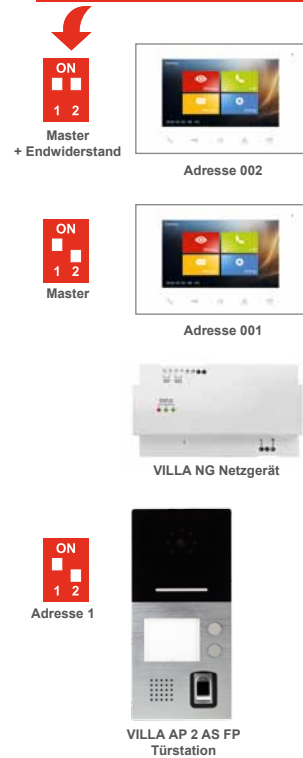 ON
1 2
Master
+ Endwiderstand
Adresse 002
ON
1 2
Master
Adresse 001
VILLA NG Netzgerät
ON
1 2
Adresse 1
VILLA AP 2 AS FP
Türstation